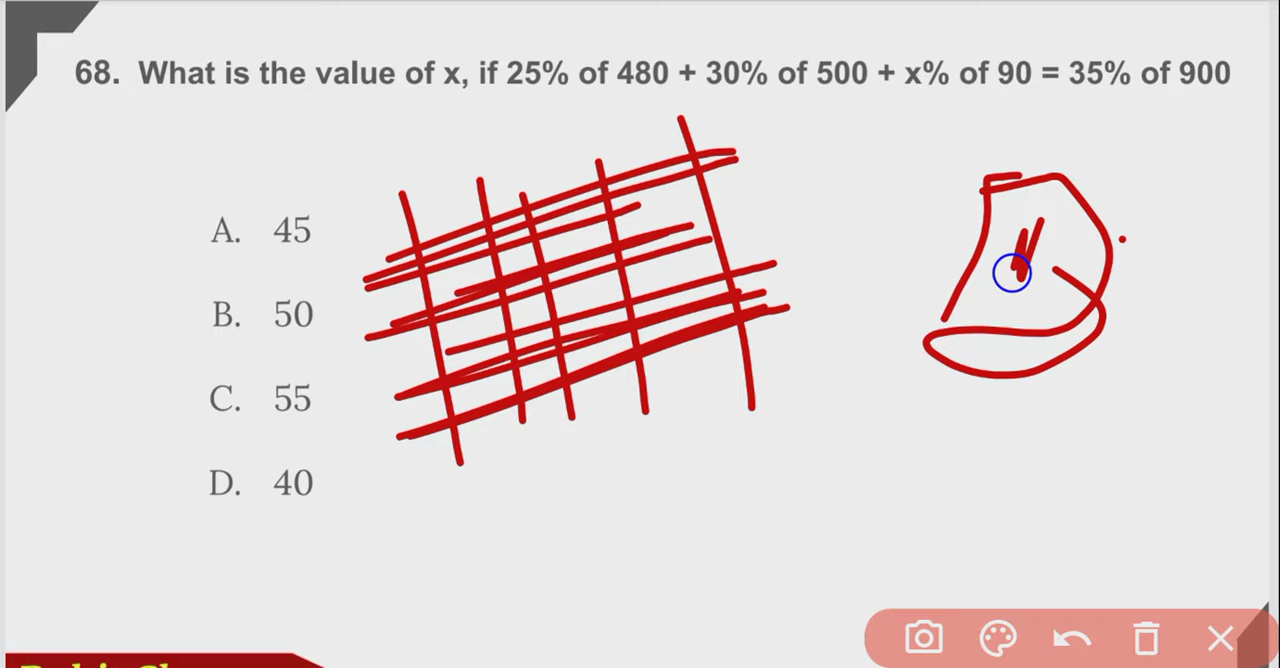 68. What is the value of x, if 25% of 480 + 30% of 500 + x% of 90 = 35% of 900
A. 45
B. 50
C. 55
D. 40